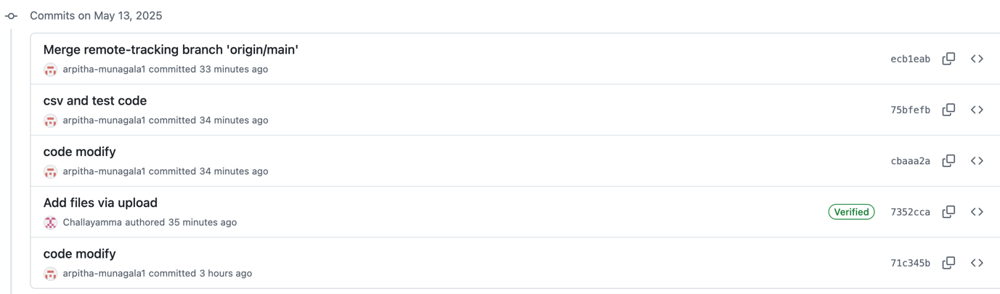 Commits on May 13, 2025
Merge remote-tracking branch 'origin/main'
arpitha-munagala1 committed 33 minutes ago
ecb1eab
csv and test code
arpitha-munagala1 committed 34 minutes ago
75bfefb
code modify
arpitha-munagala1 committed 34 minutes ago
cbaaa2a
Add files via upload
Challayamma authored 35 minutes ago
Verified 7352cca
code modify
arpitha-munagala1 committed 3 hours ago
71c345b